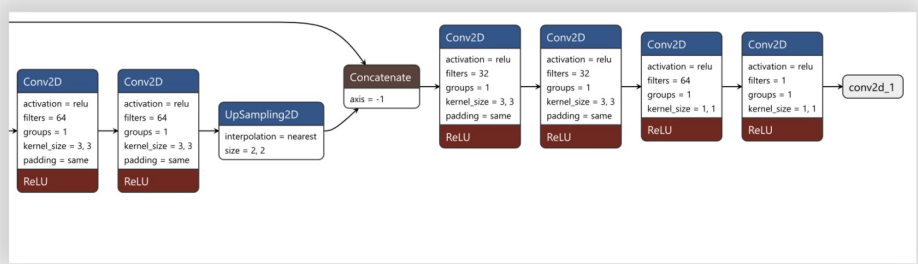 Conv2D
activation = relu
filters = 64
groups = 1
kernel_size = 3, 3
padding = same
ReLU
Conv2D
activation = relu
filters = 64
groups = 1
kernel_size = 3, 3
padding = same
ReLU
UpSampling2D
interpolation = nearest
size = 2, 2
Concatenate
axis = -1
Conv2D
activation = relu
filters = 32
groups = 1
kernel_size = 3, 3
padding = same
ReLU
Conv2D
activation = relu
filters = 32
groups = 1
kernel_size = 3, 3
padding = same
ReLU
Conv2D
activation = relu
filters = 64
groups = 1
kernel_size = 1, 1
ReLU
Conv2D
activation = relu
filters = 1
groups = 1
kernel_size = 1, 1
ReLU
conv2d_1